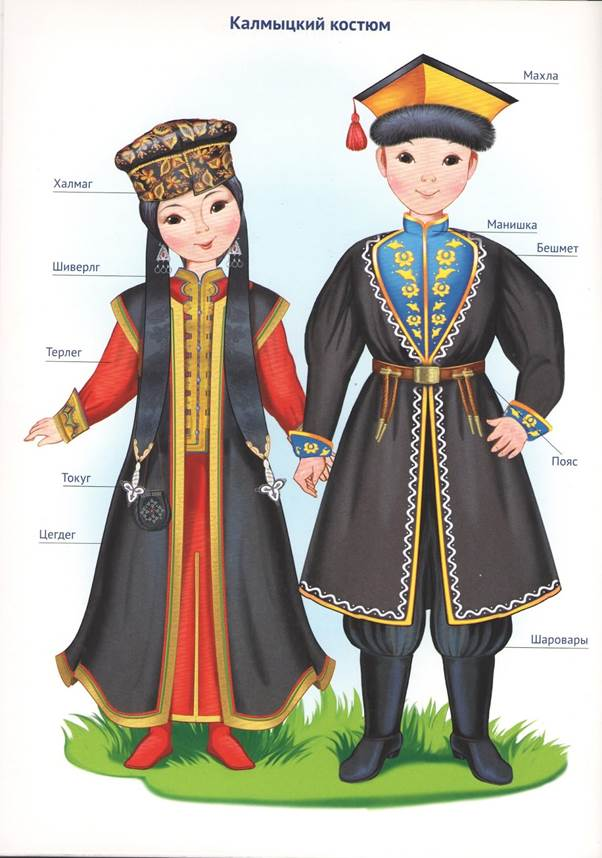 Калмыцкий костюм
Махла
Халмаг
Манишка
Бешмет
Шиверлг
Терлег
Пояс
Токуг
Цегдег
Шаровары